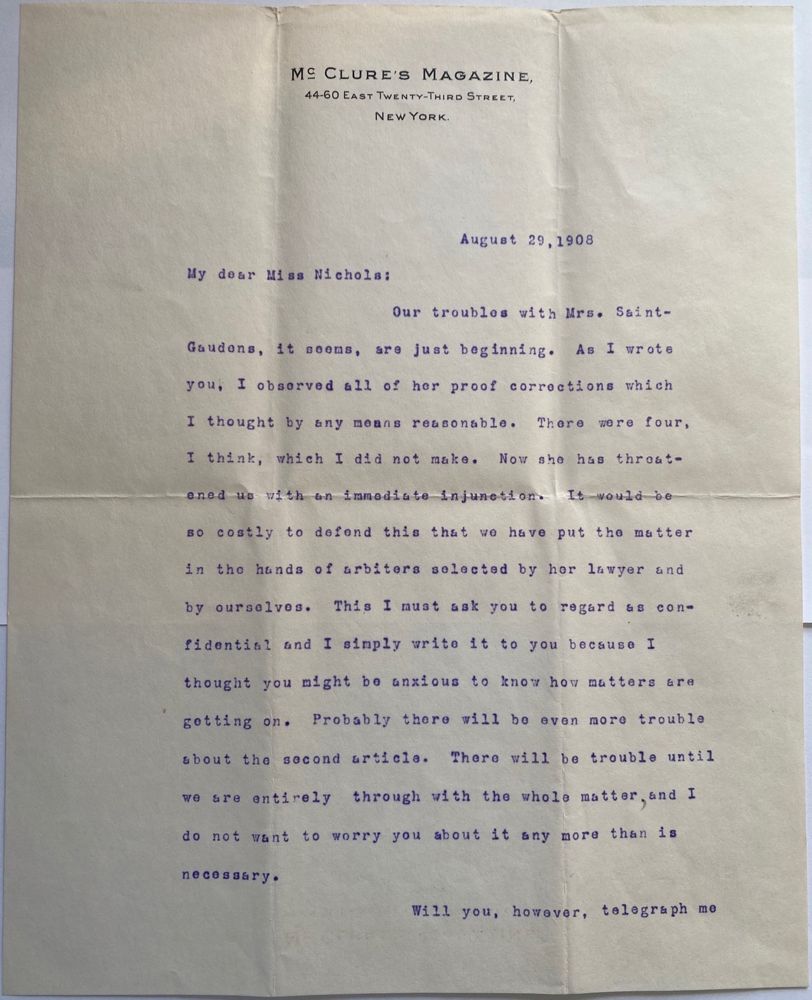 Mc CLURE'S MAGAZINE,
44-60 EAST TWENTY-THIRD STREET,
NEW YORK.
August 29,1908
My dear Miss Nichols:
Our troubles with Mrs. Saint-
Gaudens, it seems, are just beginning. As I wrote
you, I observed all of her proof corrections which
I thought by any means reasonable. There were four,
I think, which I did not make. Now she has threat-
ened us with an immediate injunction. It would be
so costly to defend this that we have put the matter
in the hands of arbiters selected by her lawyer and
by ourselves. This I must ask you to regard as con-
fidential and I simply write it to you because I
thought you might be anxious to know how matters are
getting on. Probably there will be even more trouble
about the second article. There will be trouble until
we are entirely through with the whole matter,and I
do not want to worry you about it any more than is
necessary.
Will you, however, telegraph me